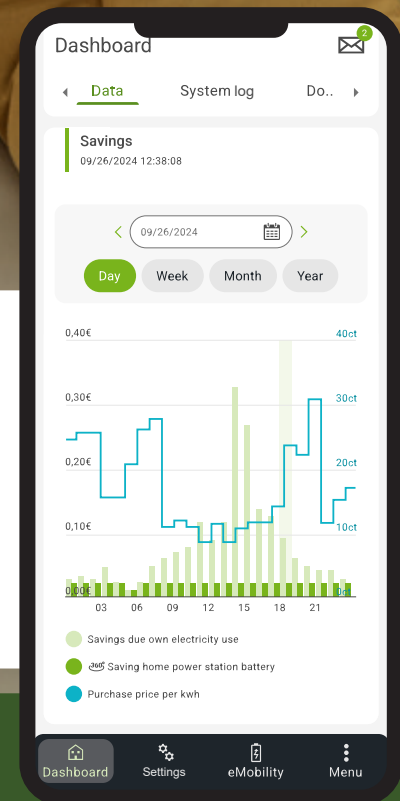 Dashboard
2
Data System log Do..
Savings
09/26/2024 12:38:08
09/26/2024
Day Week Month Year
0,40€ 40ct
0,30€ 30ct
0,20€ 20ct
0,10€ 10ct
0,00€ 0ct
03 06 09 12 15 18 21
Savings due own electricity use
360° Saving home power station battery
Purchase price per kwh
Dashboard Settings eMobility Menu